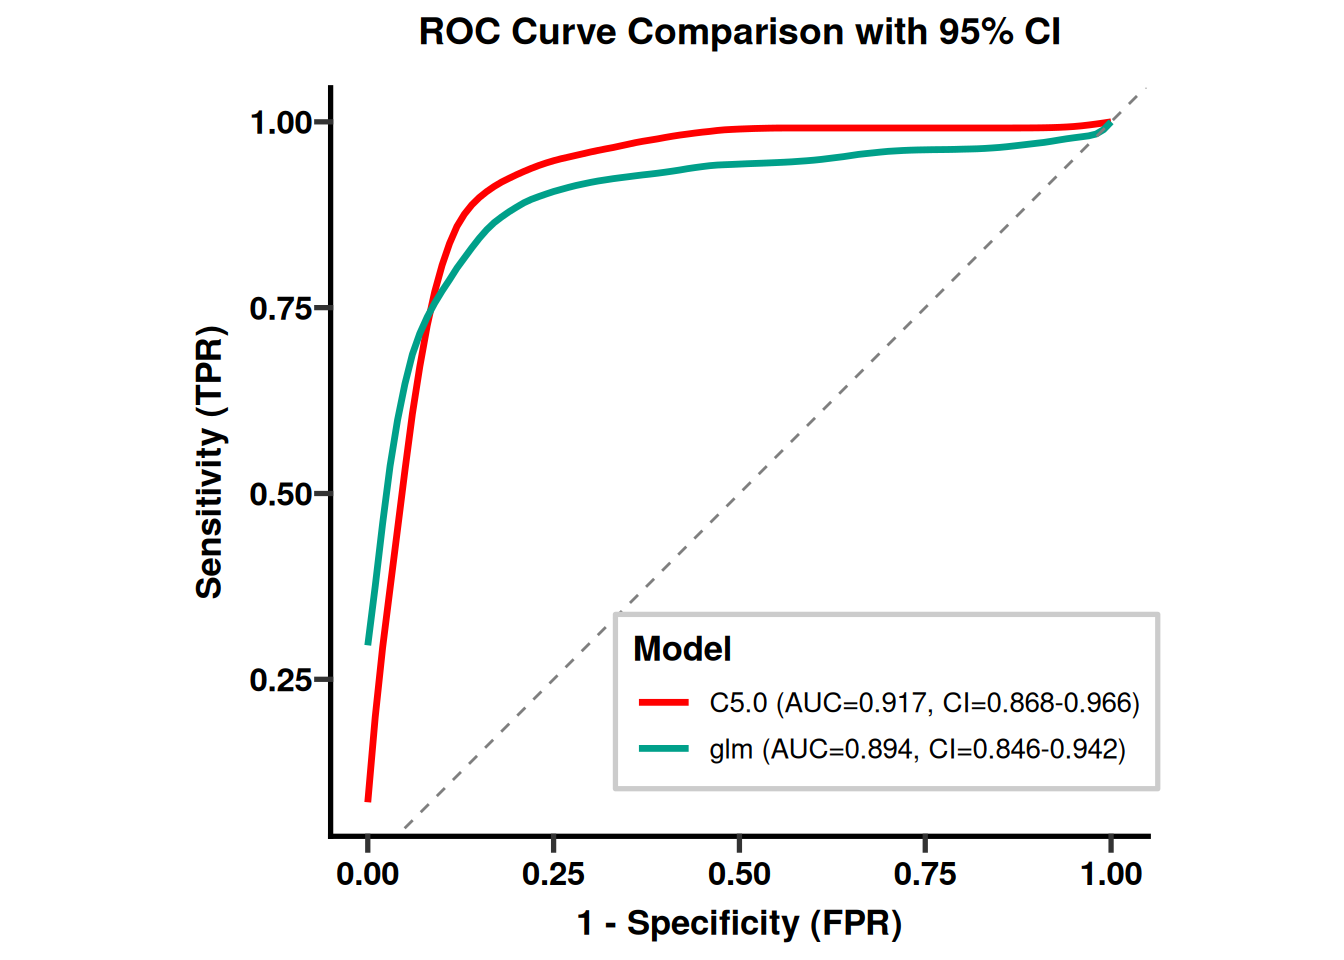 ROC Curve Comparison with 95% CI
Sensitivity (TPR)
1.00
0.75
0.50
0.25
Model
C5.0 (AUC=0.917, CI=0.868-0.966)
glm (AUC=0.894, CI=0.846-0.942)
0.00 0.25 0.50 0.75 1.00
1 - Specificity (FPR)